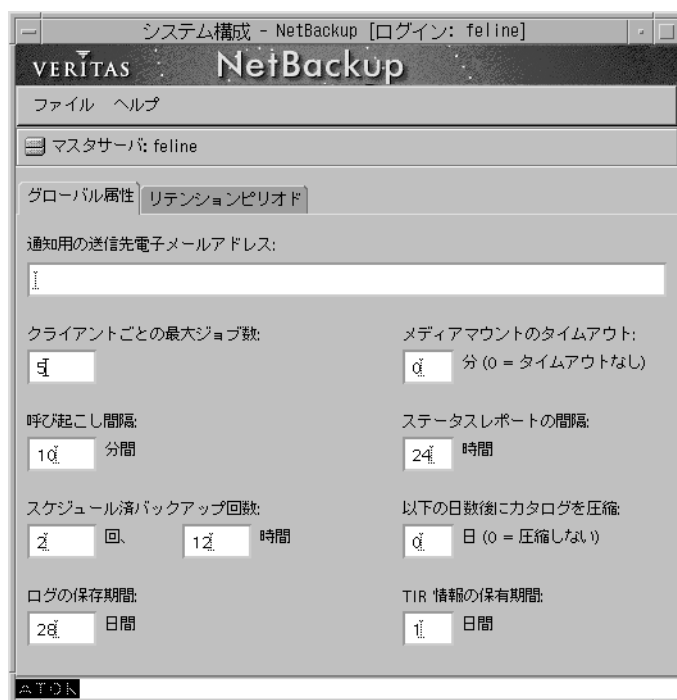 システム構成 - NetBackup [ログイン: feline]
VERITAS NetBackup
ファイル ヘルプ
マスタサーバ: feline
グローバル属性 リテンションピリオド
通知用の送信先電子メールアドレス:
クライアントごとの最大ジョブ数:
5
メディアマウントのタイムアウト:
0 分 (0 = タイムアウトなし)
呼び起こし間隔:
10 分間
ステータスレポートの間隔:
24 時間
スケジュール済バックアップ回数:
2 回、 12 時間
以下の日数後にカタログを圧縮:
0 日 (0 = 圧縮しない)
ログの保存期間:
28 日間
TIR 情報の保有期間:
1 日間
ATOK